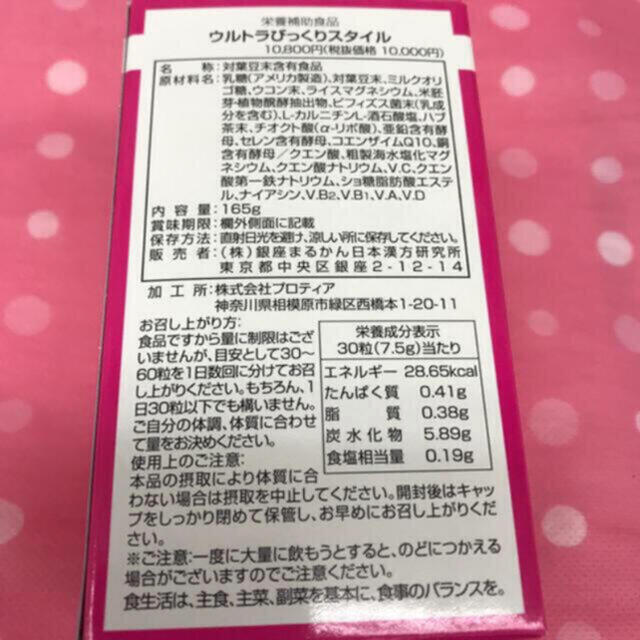 栄養補助食品
ウルトラびっくりスタイル
10,800円(税抜価格 10,000円)
名称:対葉豆末含有食品
原材料名:乳糖(アメリカ製造)、対葉豆末、ミルクオリ
ゴ糖、ウコン末、ライスマグネシウム、米胚
芽・植物醗酵抽出物、ビフィズス菌末(乳成
分を含む)、L-カルニチンL-酒石酸塩、ハブ
茶末、チオクト酸(α-リポ酸)、亜鉛含有酵
母、セレン含有酵母、コエンザイムQ10、銅
含有酵母/クエン酸、粗製海水塩化マグ
ネシウム、クエン酸ナトリウム、V.C、クエン
酸第一鉄ナトリウム、ショ糖脂肪酸エステ
ル、ナイアシン、V.B2、V.B1、V.A、V.D
内容量:165g
賞味期限:欄外側面に記載
保存方法:直射日光を避け、涼しい所に保存してください。
販売者:(株)銀座まるかん日本漢方研究所
東京都中央区銀座2-12-14
加工所:株式会社プロティア
神奈川県相模原市緑区西橋本1-20-11
お召し上がり方:
食品ですから量に制限はござ
いませんが、目安として30〜
60粒を1日数回に分けてお召
し上がりください。もちろん、1
日30粒以下でも構いません。
ご自分の体調、体質に合わせ
て量をお決めください。
使用上のご注意:
本品の摂取により体質に合
わない場合は摂取を中止してください。開封後はキャッ
プをしっかり閉めて保管し、お早めにお召し上がりくだ
さい。
※ご注意:一度に大量に飲もうとすると、のどにつかえる
場合がございますのでご注意ください。
食生活は、主食、主菜、副菜を基本に、食事のバランスを。
栄養成分表示
30粒(7.5g)当たり
エネルギー 28.65kcal
たんぱく質 0.41g
脂質 0.38g
炭水化物 5.89g
食塩相当量 0.19g